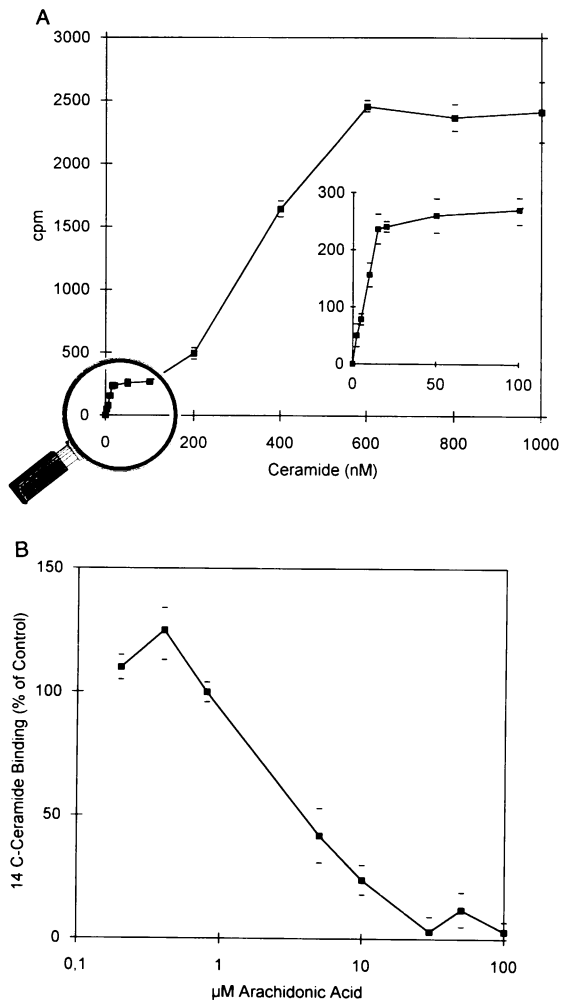 A
3000
2500
2000
1500
1000
500
0
cpm
0 200 400 600 800 1000
Ceramide (nM)
300
200
100
0
0 50 100
B
150
100
50
0
14 C-Ceramide Binding (% of Control)
0,1 1 10 100
µM Arachidonic Acid